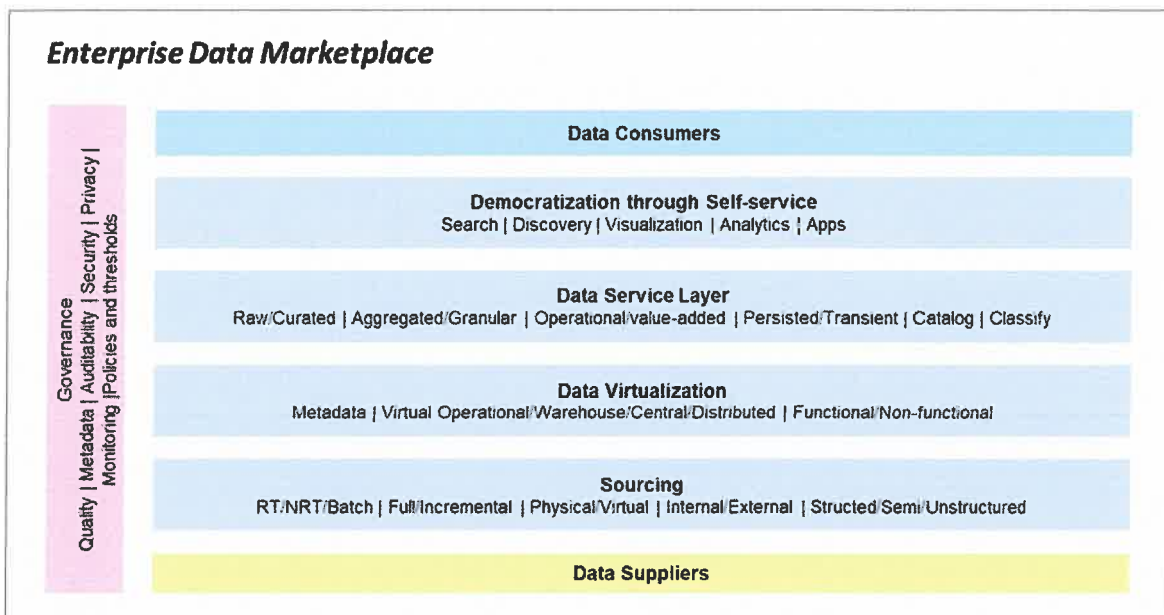 Enterprise Data Marketplace
Governance
Quality | Metadata | Auditability | Security | Privacy |
Monitoring |Policies and thresholds
Data Consumers
Democratization through Self-service
Search | Discovery | Visualization | Analytics | Apps
Data Service Layer
Raw/Curated | Aggregated/Granular | Operational/value-added | Persisted/Transient | Catalog | Classify
Data Virtualization
Metadata | Virtual Operational/Warehouse/Central/Distributed | Functional/Non-functional
Sourcing
RT/NRT/Batch | Full/Incremental | Physical/Virtual | Internal/External | Structed/Semi/Unstructured
Data Suppliers